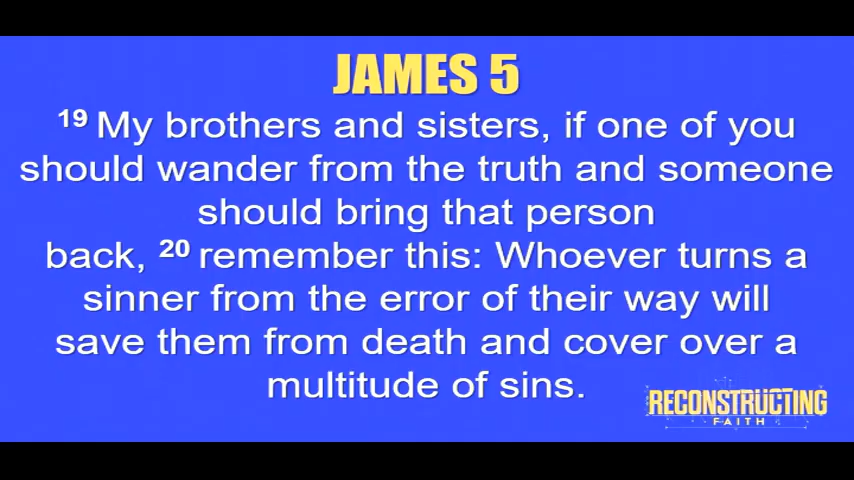 JAMES 5
19 My brothers and sisters, if one of you
should wander from the truth and someone
should bring that person
back, 20 remember this: Whoever turns a
sinner from the error of their way will
save them from death and cover over a
multitude of sins.
RECONSTRUCTING
FAITH